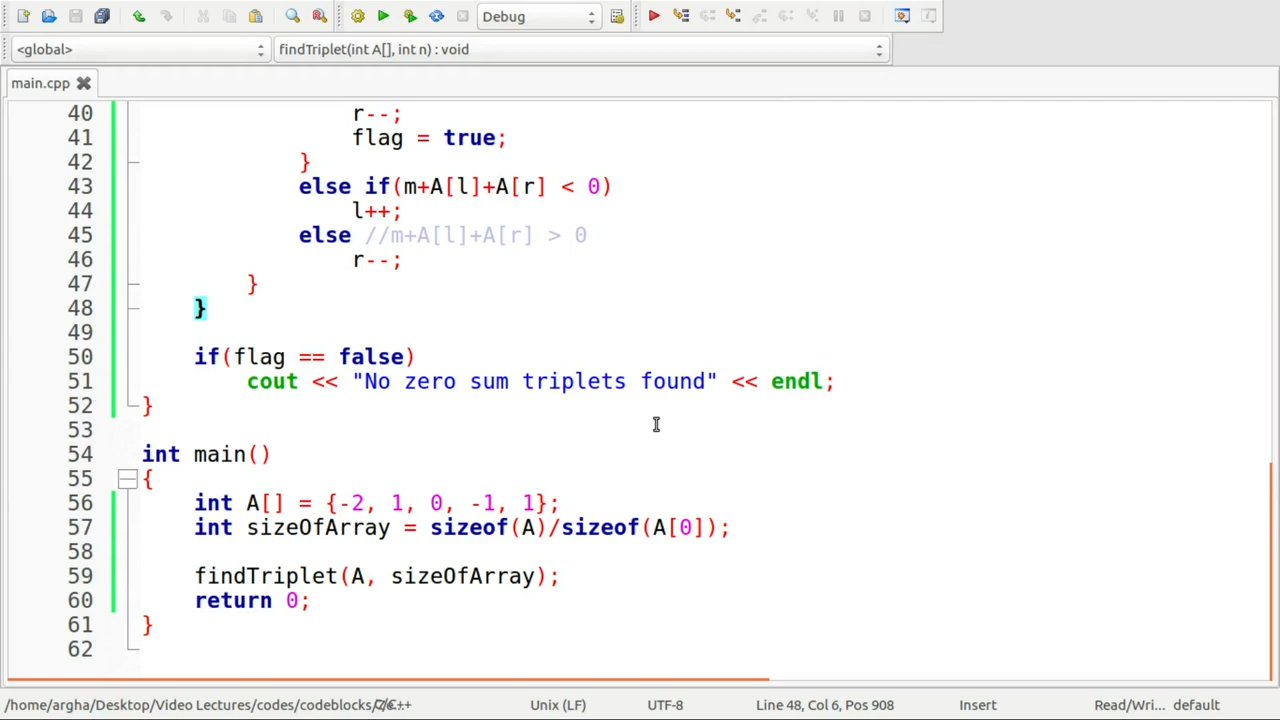 Debug
<global>
findTriplet(int A[], int n) : void
main.cpp
40 r--;
41 flag = true;
42 }
43 else if(m+A[l]+A[r] < 0)
44 l++;
45 else //m+A[l]+A[r] > 0
46 r--;
47 }
48 }
49
50 if(flag == false)
51 cout << "No zero sum triplets found" << endl;
52 }
53
54 int main()
55 {
56 int A[] = {-2, 1, 0, -1, 1};
57 int sizeOfArray = sizeof(A)/sizeof(A[0]);
58
59 findTriplet(A, sizeOfArray);
60 return 0;
61 }
62
/home/argha/Desktop/Video Lectures/codes/codeblocks/ C/C++ Unix (LF) UTF-8 Line 48, Col 6, Pos 908 Insert Read/Wri... default